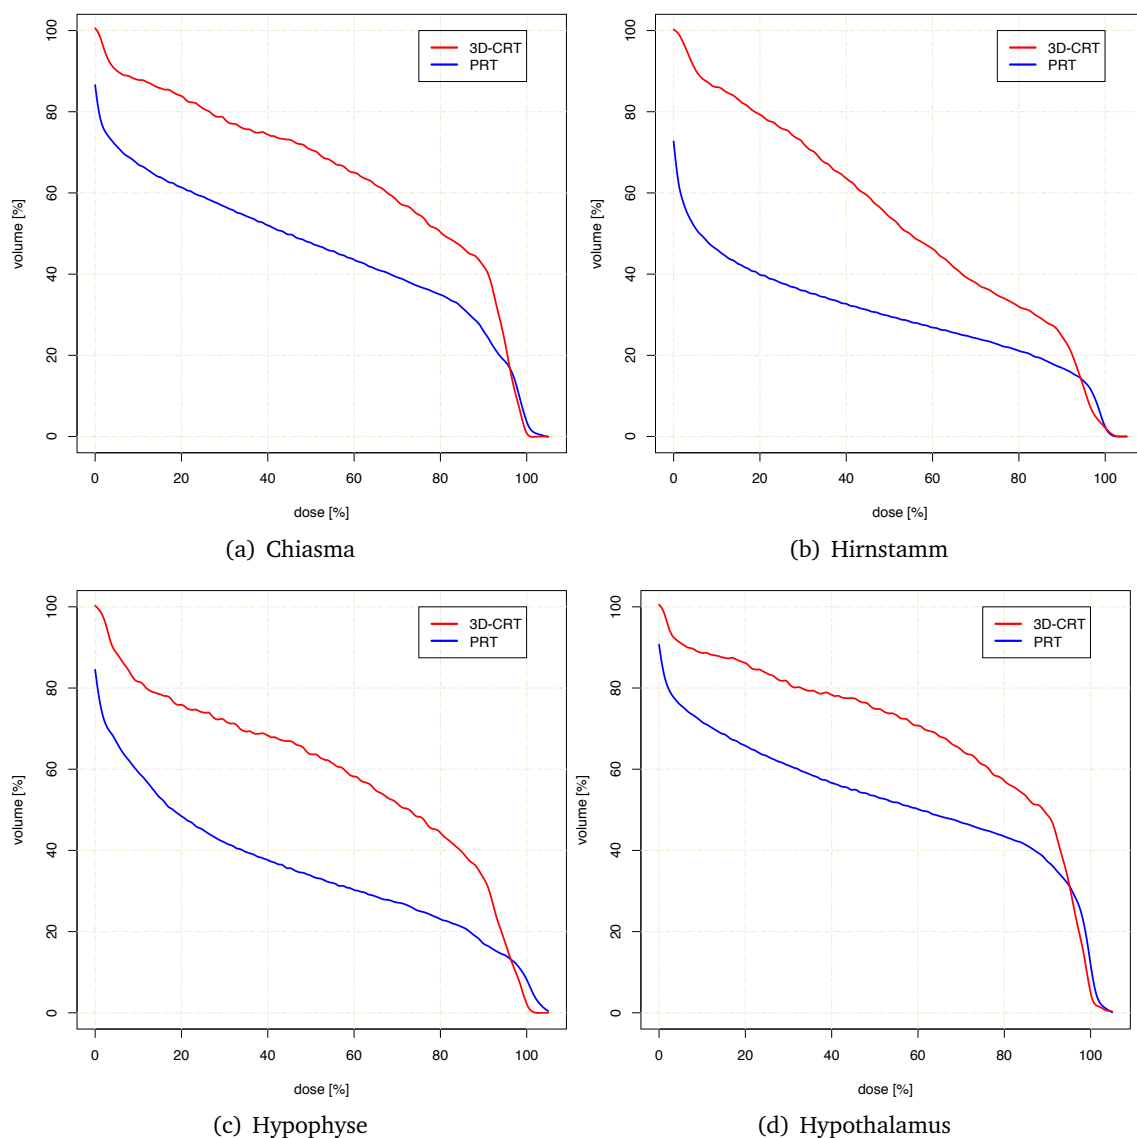 100
80
60
40
20
0
volume [%]
3D-CRT
PRT
0 20 40 60 80 100
dose [%]
(a) Chiasma
100
80
60
40
20
0
volume [%]
3D-CRT
PRT
0 20 40 60 80 100
dose [%]
(b) Hirnstamm
100
80
60
40
20
0
volume [%]
3D-CRT
PRT
0 20 40 60 80 100
dose [%]
(c) Hypophyse
100
80
60
40
20
0
volume [%]
3D-CRT
PRT
0 20 40 60 80 100
dose [%]
(d) Hypothalamus